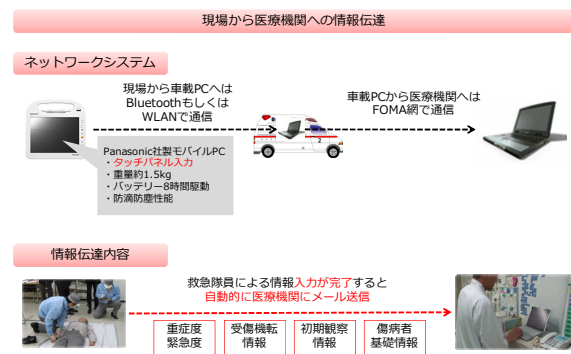 現場から医療機関への情報伝達
ネットワークシステム
現場から車載PCへは
Bluetoothもしくは
WLANで通信
車載PCから医療機関へは
FOMA網で通信
Panasonic社製モバイルPC
・タッチパネル入力
・重量約1.5kg
・バッテリー8時間駆動
・防滴防塵性能
情報伝達内容
救急隊員による情報入力が完了すると
自動的に医療機関にメール送信
重症度
緊急度
受傷機転
情報
初期観察
情報
傷病者
基礎情報